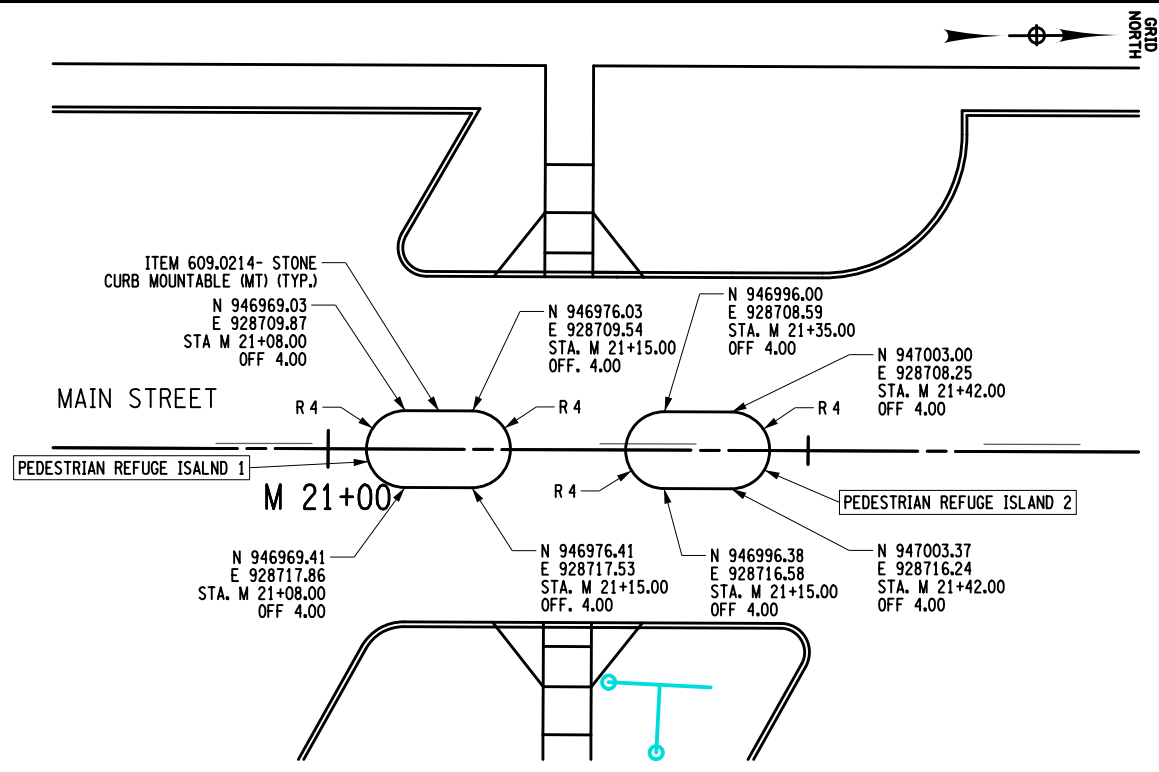 GRID
NORTH
ITEM 609.0214- STONE
CURB MOUNTABLE (MT) (TYP.)
N 946969.03
E 928709.87
STA M 21+08.00
OFF 4.00
N 946976.03
E 928709.54
STA. M 21+15.00
OFF. 4.00
N 946996.00
E 928708.59
STA. M 21+35.00
OFF 4.00
N 947003.00
E 928708.25
STA. M 21+42.00
OFF 4.00
MAIN STREET
R 4
R 4
R 4
PEDESTRIAN REFUGE ISALND 1
M 21+00
R 4
PEDESTRIAN REFUGE ISLAND 2
N 946969.41
E 928717.86
STA. M 21+08.00
OFF 4.00
N 946976.41
E 928717.53
STA. M 21+15.00
OFF. 4.00
N 946996.38
E 928716.58
STA. M 21+15.00
OFF 4.00
N 947003.37
E 928716.24
STA. M 21+42.00
OFF 4.00